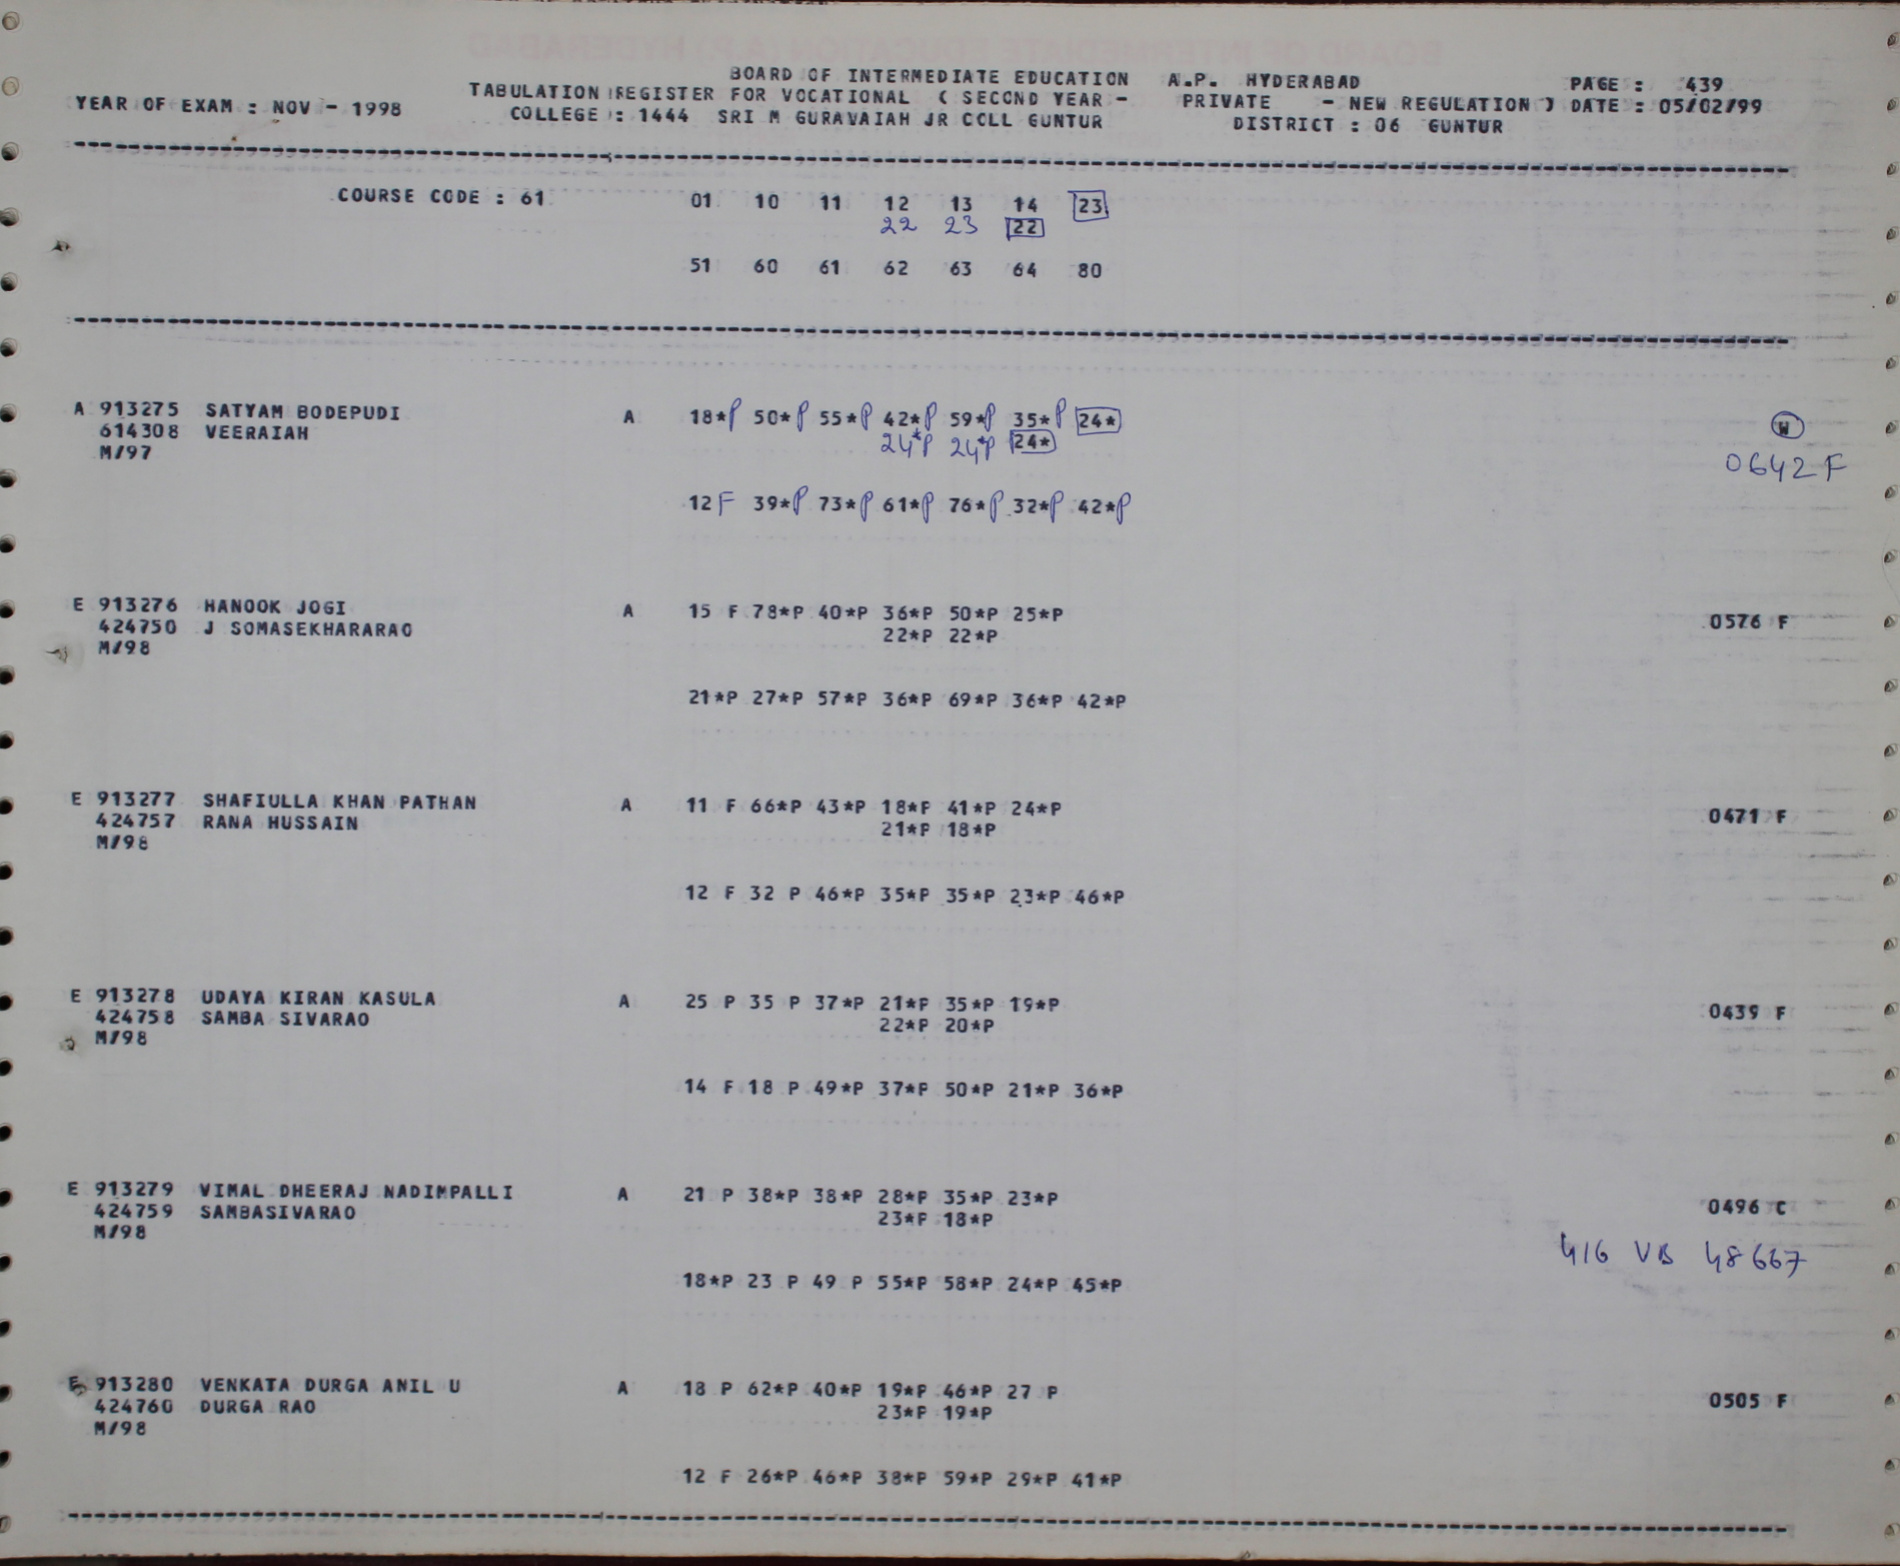 BOARD OF INTERMEDIATE EDUCATION A.P. HYDERABAD PAGE : 439
YEAR OF EXAM : NOV - 1998 TABULATION REGISTER FOR VOCATIONAL ( SECOND YEAR - PRIVATE - NEW REGULATION ) DATE : 05/02/99
COLLEGE : 1444 SRI M GURAVAIAH JR COLL GUNTUR DISTRICT : 06 GUNTUR
COURSE CODE : 61 01 10 11 12 13 14 23
22 23 22
51 60 61 62 63 64 80
A 913275 SATYAM BODEPUDI A 18*P 50*P 55*P 42*P 59*P 35*P 24* W
614308 VEERAIAH 24*P 24*P 24*
M/97 0642 F
12 F 39*P 73*P 61*P 76*P 32*P 42*P
E 913276 HANOOK JOGI A 15 F 78*P 40*P 36*P 50*P 25*P 0576 F
424750 J SOMASEKHARARAO 22*P 22*P
M/98
21*P 27*P 57*P 36*P 69*P 36*P 42*P
E 913277 SHAFIULLA KHAN PATHAN A 11 F 66*P 43*P 18*P 41*P 24*P 0471 F
424757 RANA HUSSAIN 21*P 18*P
M/98
12 F 32 P 46*P 35*P 35*P 23*P 46*P
E 913278 UDAYA KIRAN KASULA A 25 P 35 P 37*P 21*P 35*P 19*P 0439 F
424758 SAMBA SIVARAO 22*P 20*P
M/98
14 F 18 P 49*P 37*P 50*P 21*P 36*P
E 913279 VIMAL DHEERAJ NADIMPALLI A 21 P 38*P 38*P 28*P 35*P 23*P 0496 C
424759 SAMBASIVARAO 23*P 18*P
M/98 416 VB 48667
18*P 23 P 49 P 55*P 58*P 24*P 45*P
E 913280 VENKATA DURGA ANIL U A 18 P 62*P 40*P 19*P 46*P 27 P 0505 F
424760 DURGA RAO 23*P 19*P
M/98
12 F 26*P 46*P 38*P 59*P 29*P 41*P